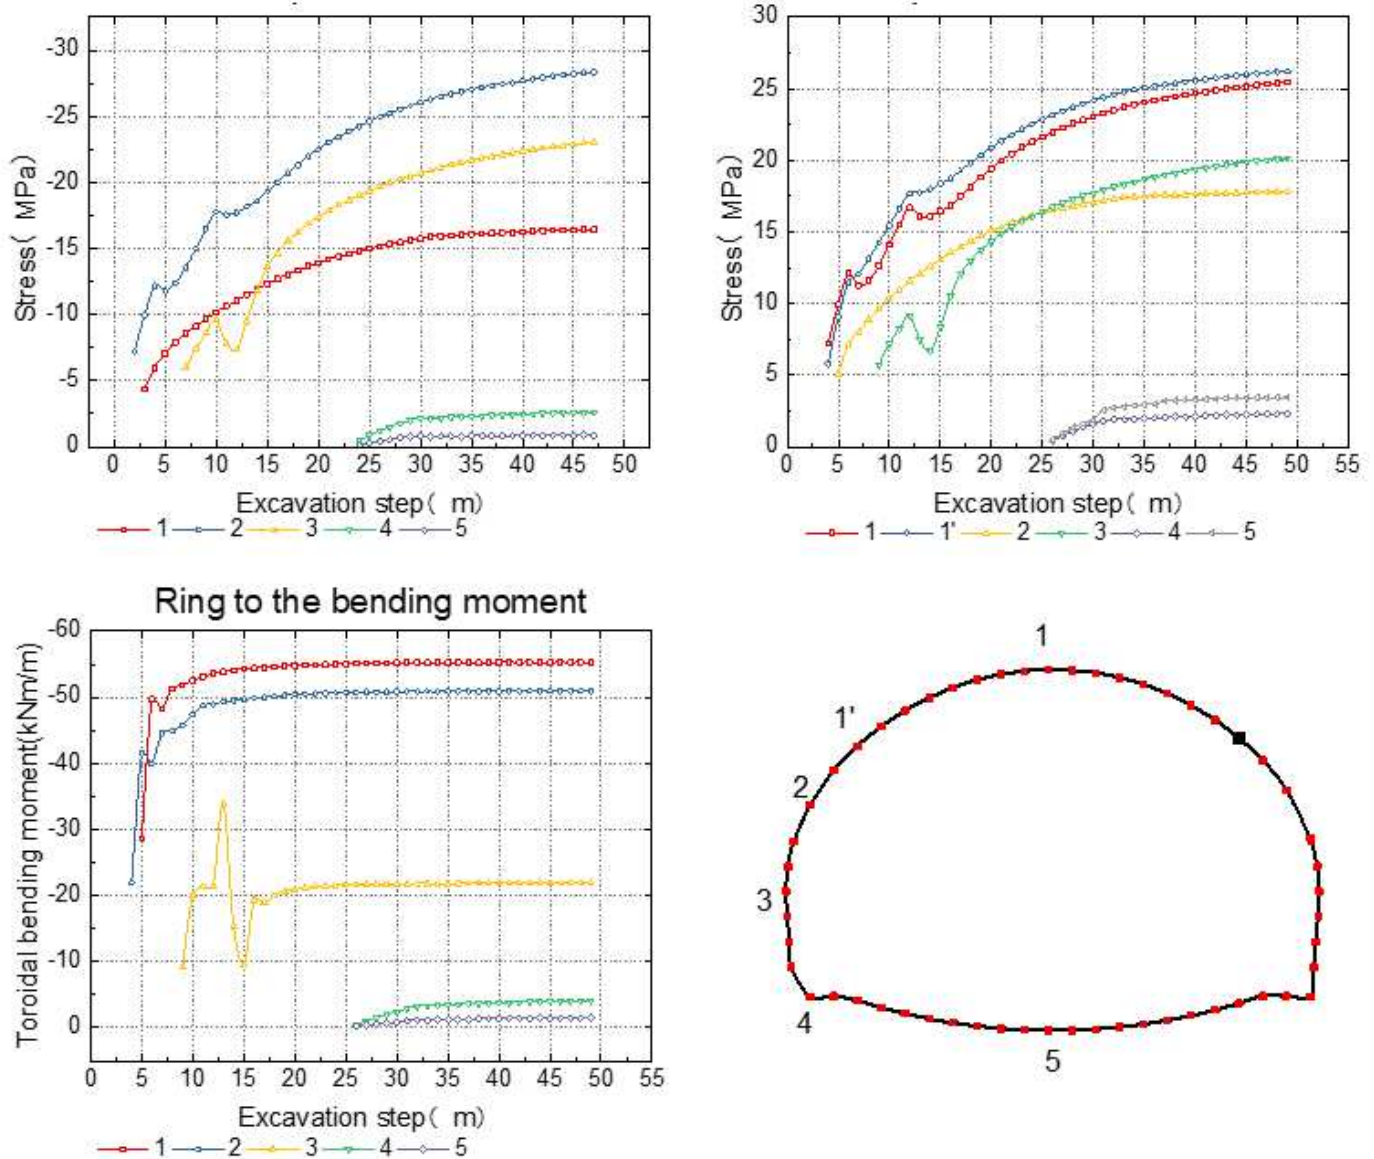 -30
-25
-20
-15
-10
-5
0
Stress( MPa)
0 5 10 15 20 25 30 35 40 45 50
Excavation step( m)
1 2 3 4 5
30
25
20
15
10
5
0
Stress( MPa)
0 5 10 15 20 25 30 35 40 45 50 55
Excavation step( m)
1 1' 2 3 4 5
Ring to the bending moment
-60
-50
-40
-30
-20
-10
0
Toroidal bending moment(kNm/m)
0 5 10 15 20 25 30 35 40 45 50 55
Excavation step( m)
1 2 3 4 5
1
1'
2
3
4
5